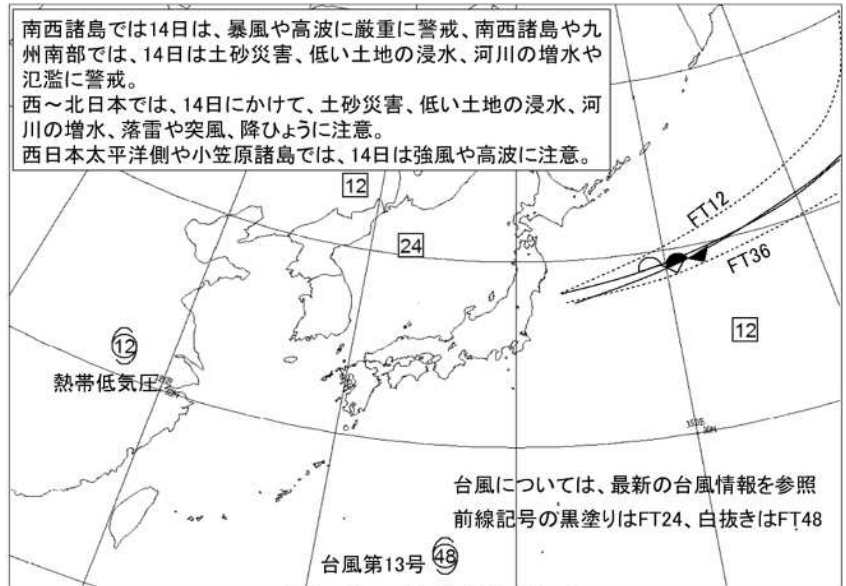 南西諸島では14日は、暴風や高波に厳重に警戒、南西諸島や九
州南部では、14日は土砂災害、低い土地の浸水、河川の増水や
氾濫に警戒。
西～北日本では、14日にかけて、土砂災害、低い土地の浸水、河
川の増水、落雷や突風、降ひょうに注意。
西日本太平洋側や小笠原諸島では、14日は強風や高波に注意。
12
24
FT12
FT36
12
12
熱帯低気圧
台風については、最新の台風情報を参照
前線記号の黒塗りはFT24、白抜きはFT48
台風第13号
48